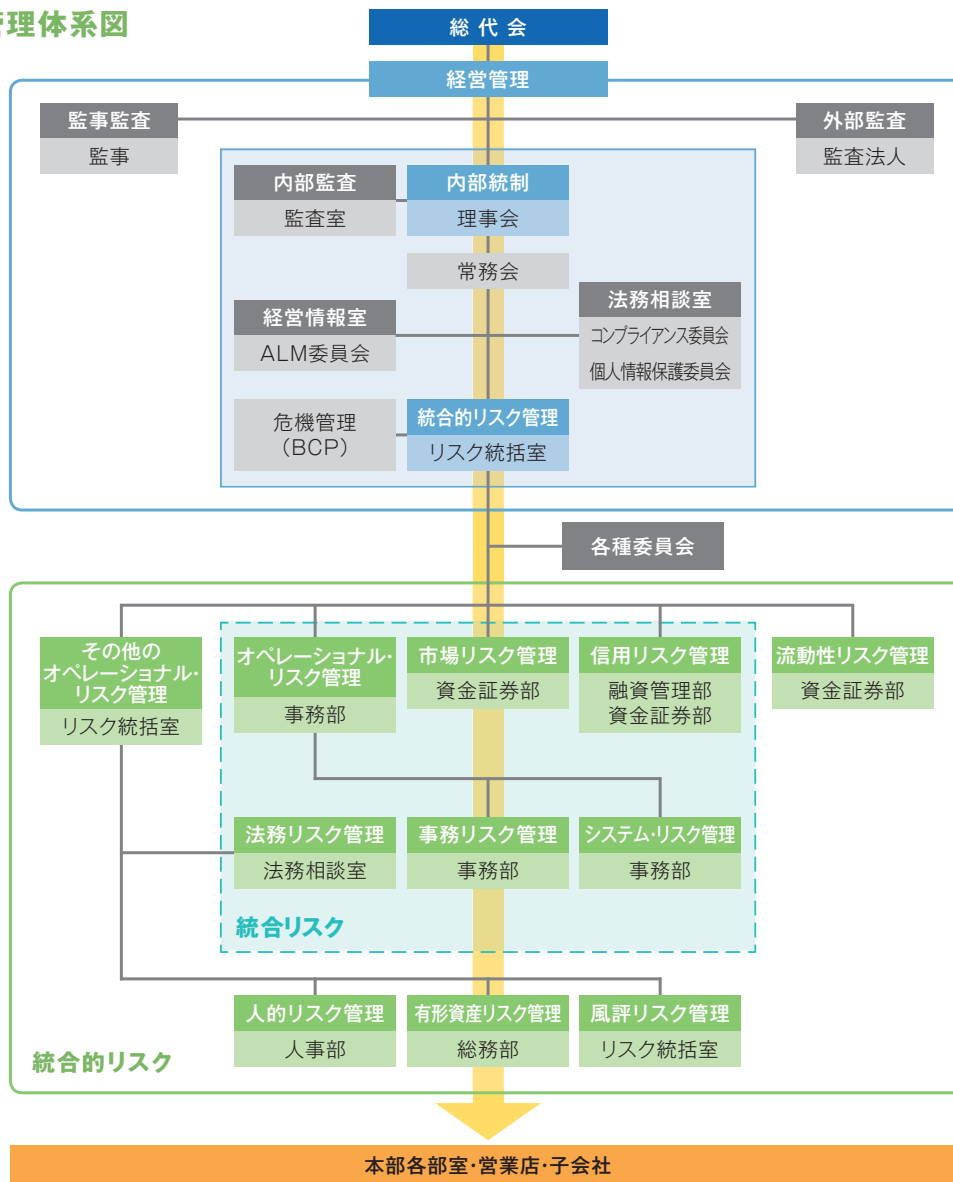 管理体系図
総代会
経営管理
監事監査
監事
外部監査
監査法人
内部監査
監査室
内部統制
理事会
常務会
経営情報室
ALM委員会
法務相談室
コンプライアンス委員会
個人情報保護委員会
危機管理
（BCP）
統合的リスク管理
リスク統括室
各種委員会
その他の
オペレーショナル・
リスク管理
リスク統括室
オペレーショナル・
リスク管理
事務部
市場リスク管理
資金証券部
信用リスク管理
融資管理部
資金証券部
流動性リスク管理
資金証券部
法務リスク管理
法務相談室
事務リスク管理
事務部
システム・リスク管理
事務部
統合リスク
人的リスク管理
人事部
有形資産リスク管理
総務部
風評リスク管理
リスク統括室
統合的リスク
本部各部室・営業店・子会社